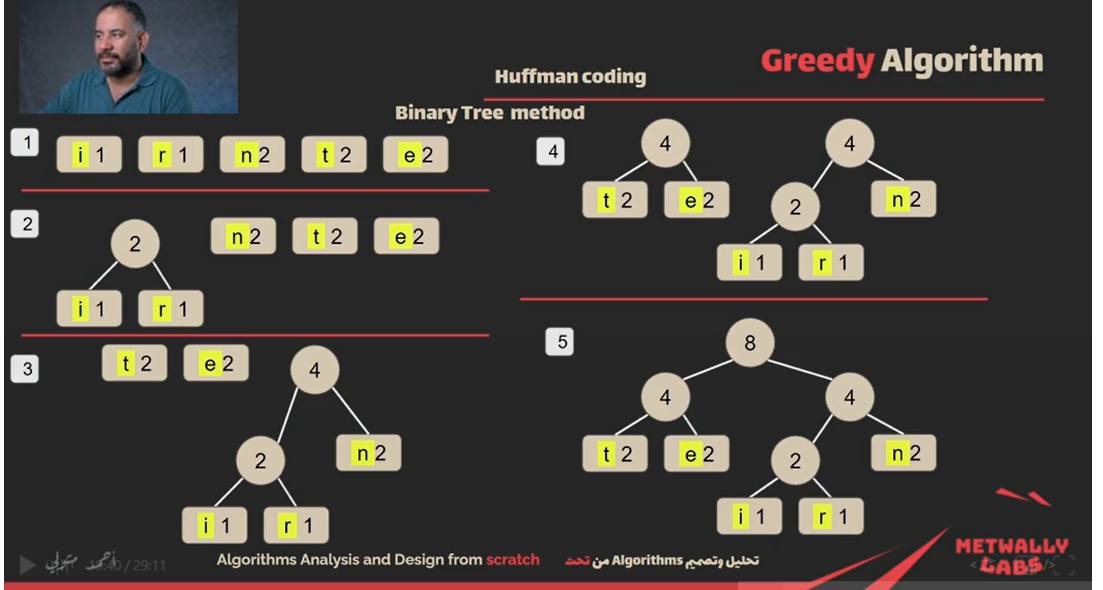 Greedy Algorithm
Huffman coding
Binary Tree method
1
i 1 r 1 n 2 t 2 e 2
2
2
n 2 t 2 e 2
i 1 r 1
3
t 2 e 2
4
2
n 2
i 1 r 1
4
4 4
t 2 e 2 2 n 2
i 1 r 1
5
8
4 4
t 2 e 2 2 n 2
i 1 r 1
Algorithms Analysis and Design from scratch
تحليل وتصميم Algorithms من تحت
أحمد متولي
/ 29:11
METWALLY
< LABS />